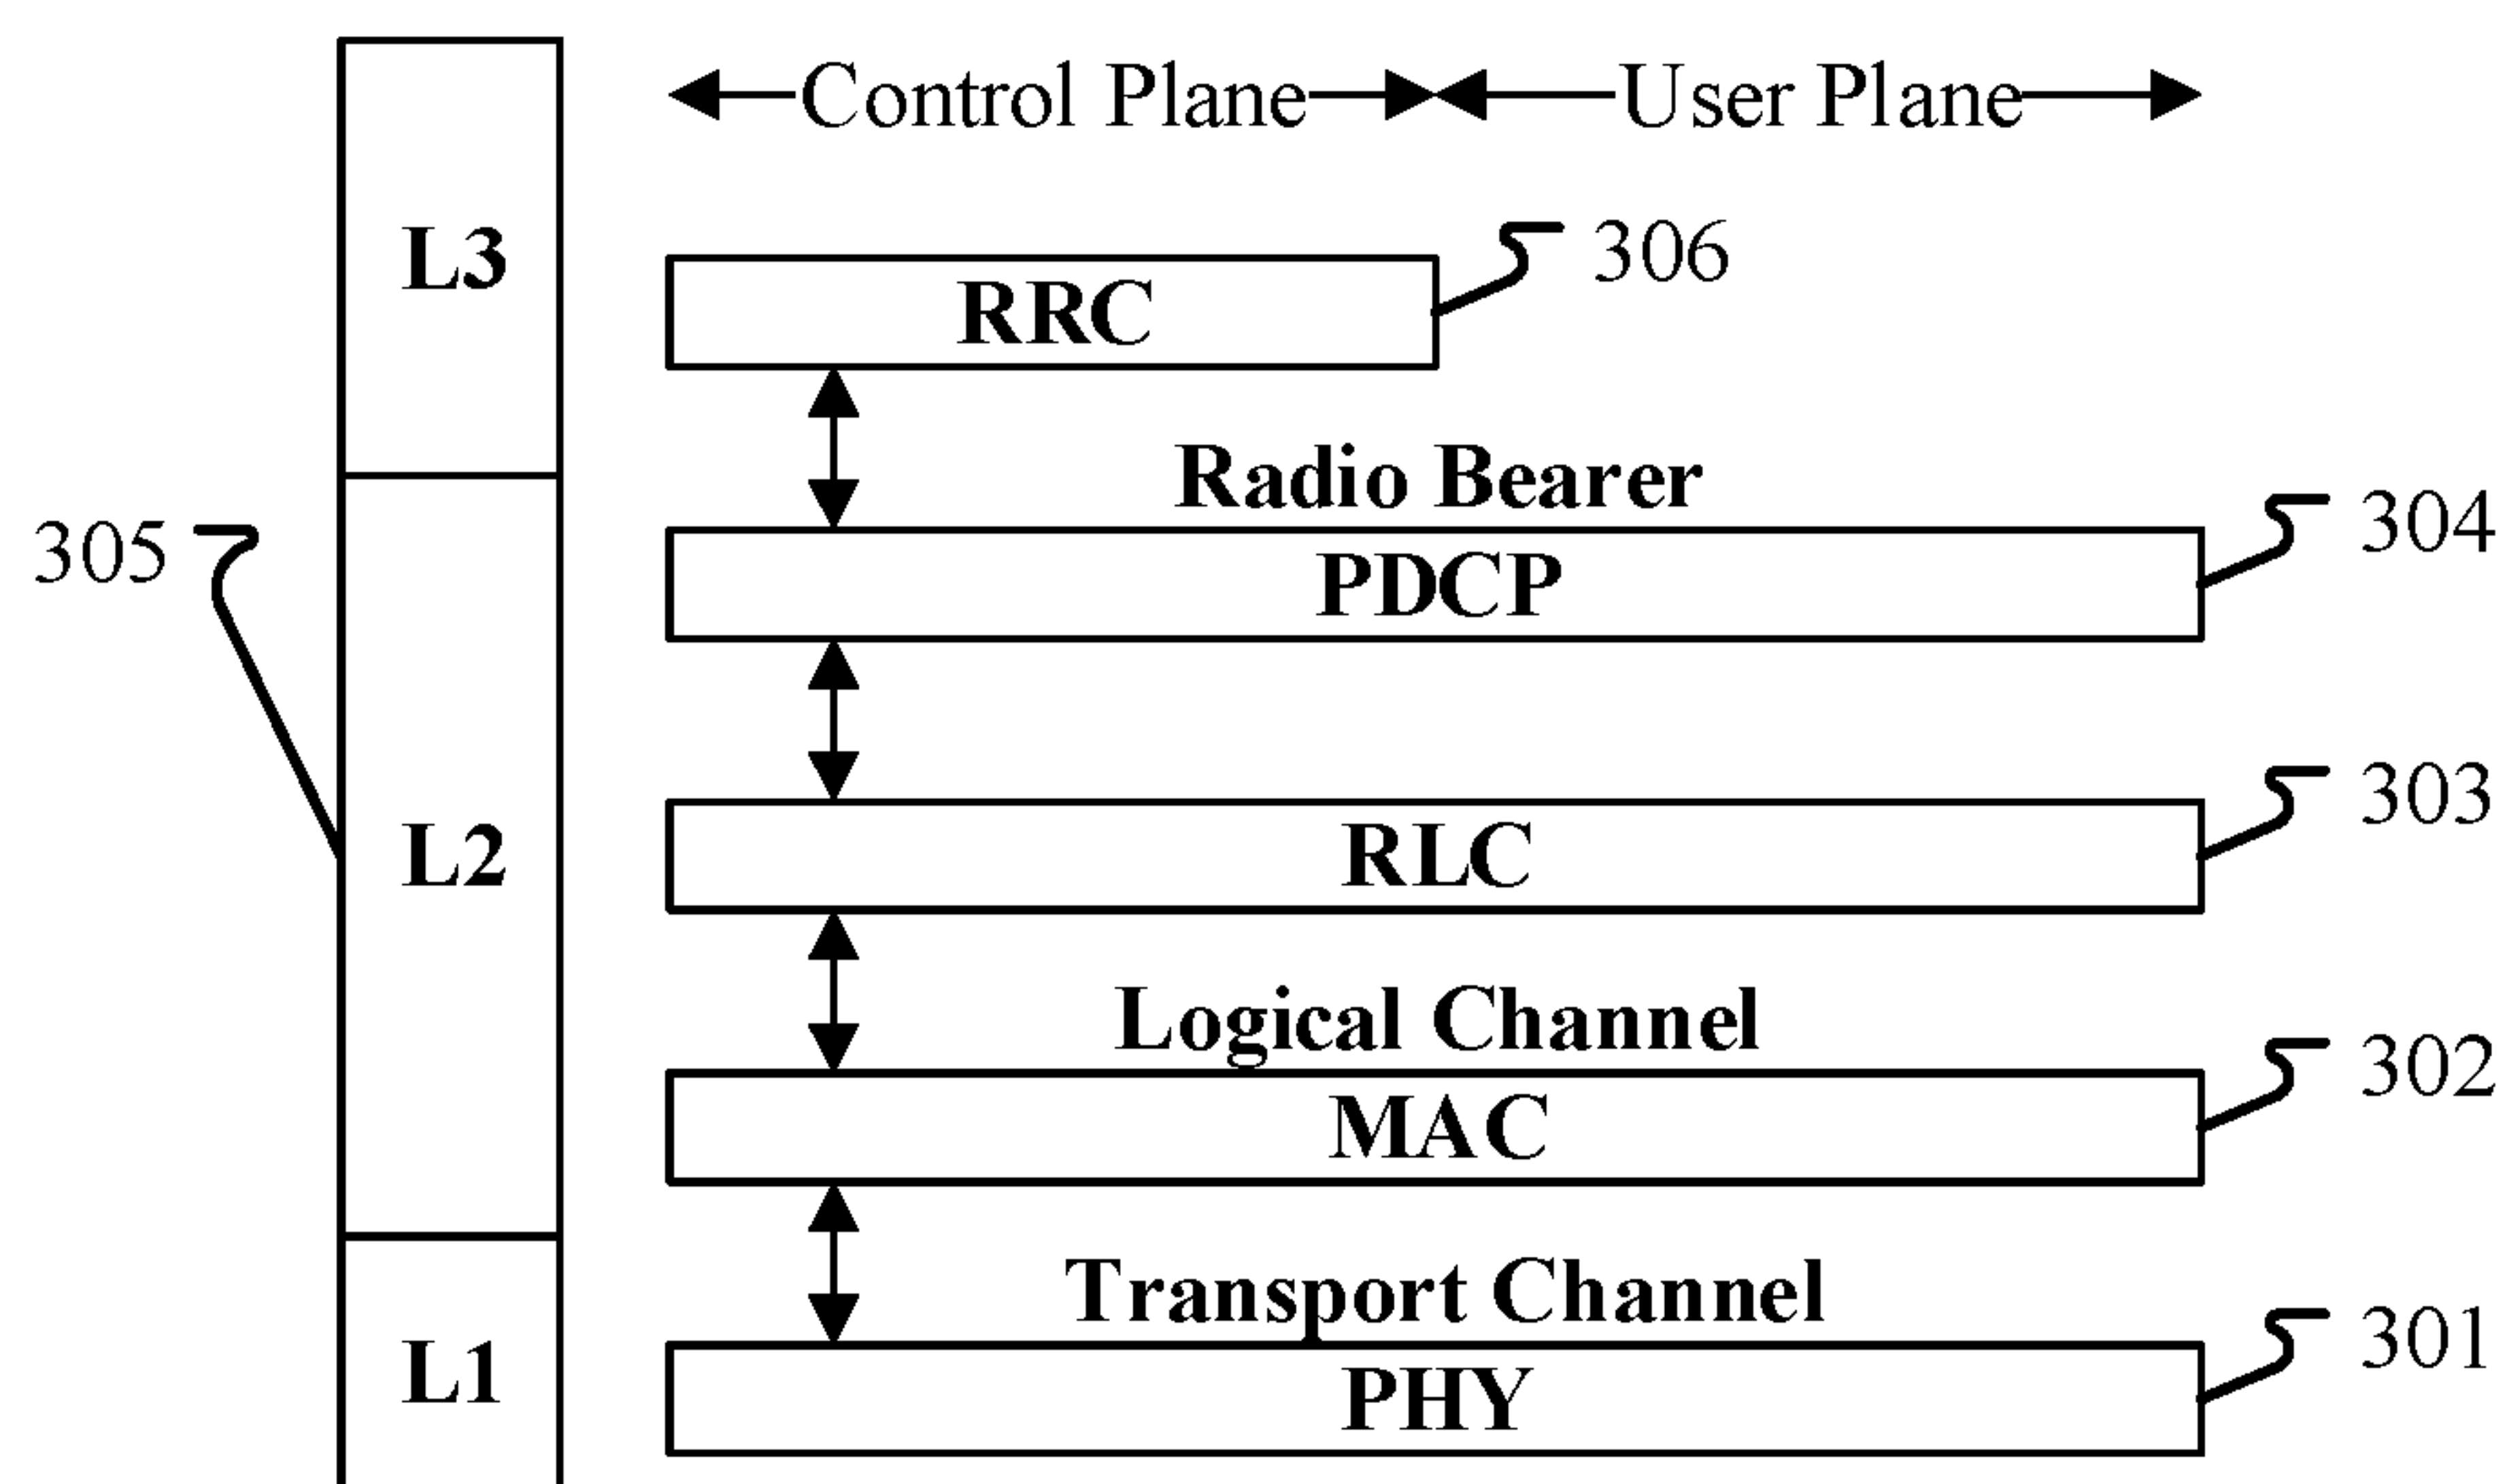 Control Plane User Plane
L3
306
RRC
Radio Bearer
305
304
PDCP
303
L2
RLC
Logical Channel
302
MAC
Transport Channel
301
L1
PHY